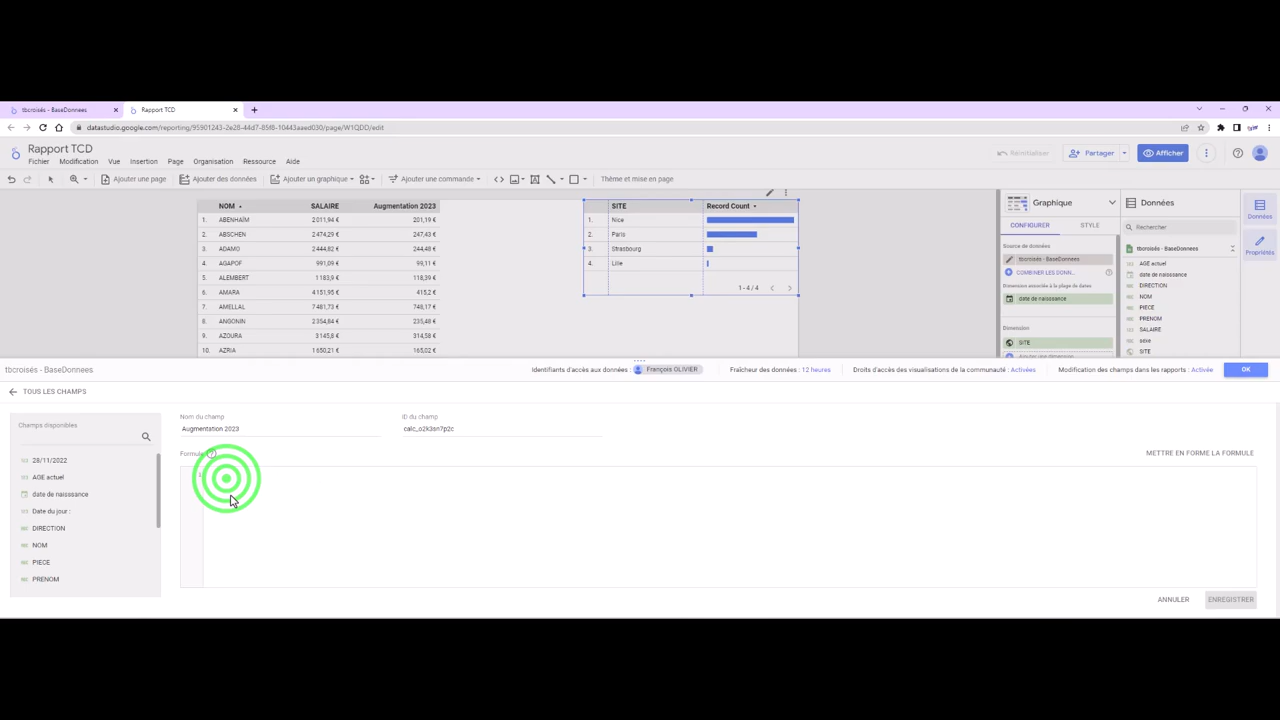 tbcroisés - BaseDonnees
Rapport TCD
datastudio.google.com/reporting/95901243-2e28-44d7-85f8-10443aaed030/page/W1QDD/edit
Rapport TCD
Fichier Modification Vue Insertion Page Organisation Ressource Aide
Réinitialiser Partager Afficher
Ajouter une page Ajouter des données Ajouter un graphique Ajouter une commande Thème et mise en page
NOM SALAIRE Augmentation 2023
1. ABENHAÏM 2 011,94 € 201,19 €
2. ABSCHEN 2 474,29 € 247,43 €
3. ADAMO 2 444,82 € 244,48 €
4. AGAPOF 991,09 € 99,11 €
5. ALEMBERT 1 183,9 € 118,39 €
6. AMARA 4 151,95 € 415,2 €
7. AMELLAL 7 481,73 € 748,17 €
8. ANGONIN 2 354,84 € 235,48 €
9. AZOURA 3 145,8 € 314,58 €
10. AZRIA 1 650,21 € 165,02 €
SITE Record Count
1. Nice
2. Paris
3. Strasbourg
4. Lille
1 - 4 / 4
Graphique
CONFIGURER STYLE
Source de données
tbcroisés - BaseDonnees
COMBINER LES DONN...
Dimension associée à la plage de dates
date de naissance
Dimension
SITE
Ajouter une dimension
Données
Rechercher
tbcroisés - BaseDonnees
AGE actuel
date de naisssance
DIRECTION
NOM
PIECE
PRENOM
SALAIRE
sexe
SITE
Données
Propriétés
tbcroisés - BaseDonnees
Identifiants d'accès aux données : François OLIVIER Fraîcheur des données : 12 heures Droits d'accès des visualisations de la communauté : Activées Modification des champs dans les rapports : Activée OK
TOUS LES CHAMPS
Champs disponibles
28/11/2022
AGE actuel
date de naisssance
Date du jour :
DIRECTION
NOM
PIECE
PRENOM
Nom du champ
Augmentation 2023
ID du champ
calc_o2k3sn7p2c
Formule
METTRE EN FORME LA FORMULE
1
ANNULER ENREGISTRER